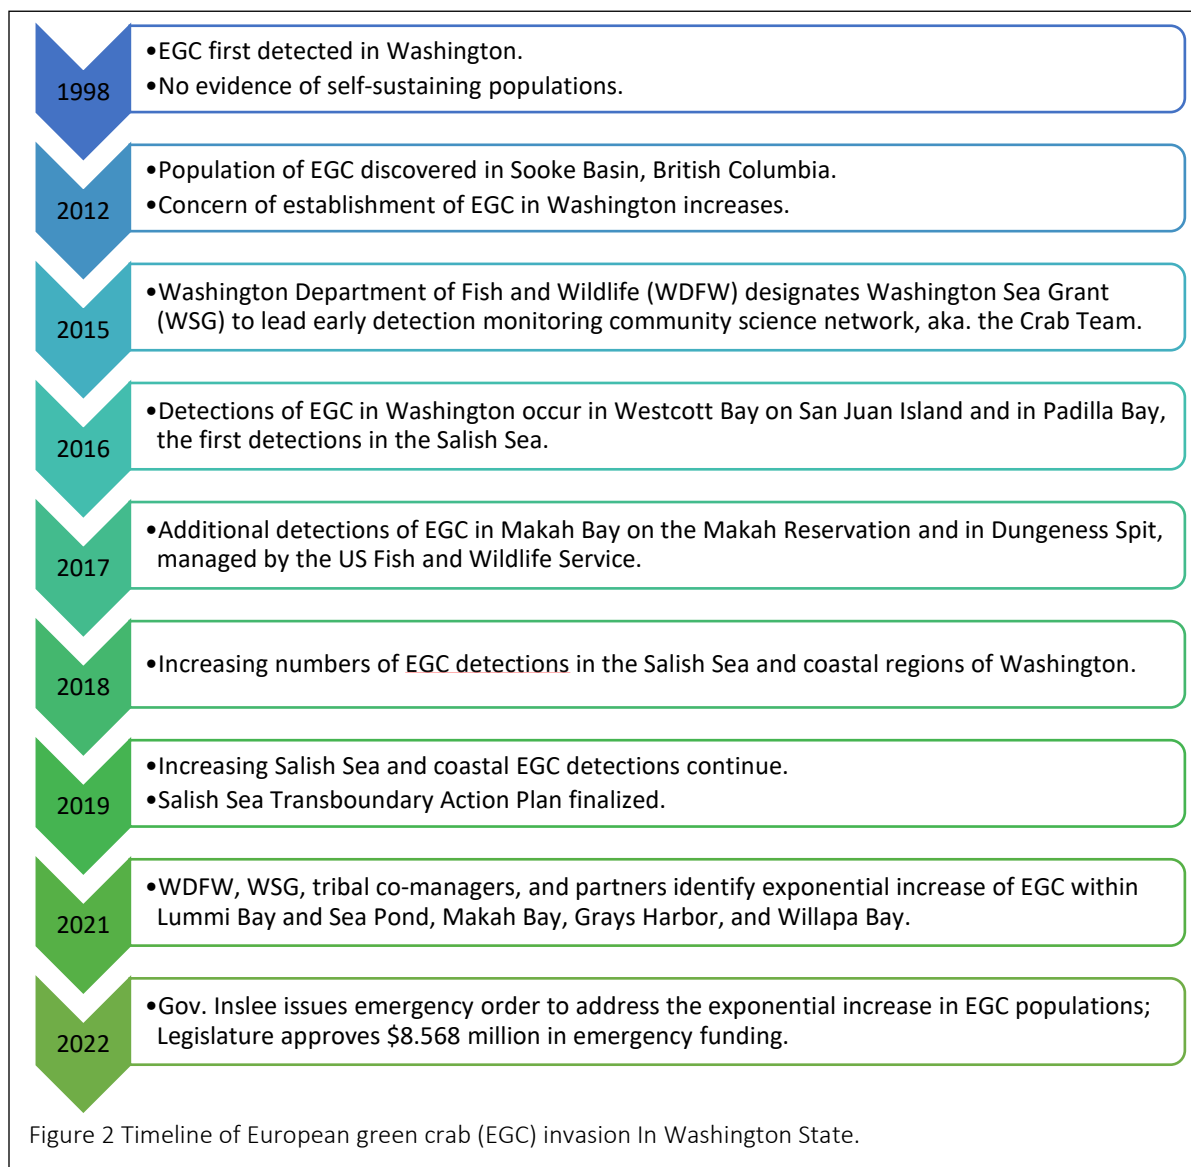 1998
•EGC first detected in Washington.
•No evidence of self-sustaining populations.
2012
•Population of EGC discovered in Sooke Basin, British Columbia.
•Concern of establishment of EGC in Washington increases.
2015
•Washington Department of Fish and Wildlife (WDFW) designates Washington Sea Grant
(WSG) to lead early detection monitoring community science network, aka. the Crab Team.
2016
•Detections of EGC in Washington occur in Westcott Bay on San Juan Island and in Padilla Bay,
the first detections in the Salish Sea.
2017
•Additional detections of EGC in Makah Bay on the Makah Reservation and in Dungeness Spit,
managed by the US Fish and Wildlife Service.
2018
•Increasing numbers of EGC detections in the Salish Sea and coastal regions of Washington.
2019
•Increasing Salish Sea and coastal EGC detections continue.
•Salish Sea Transboundary Action Plan finalized.
2021
•WDFW, WSG, tribal co-managers, and partners identify exponential increase of EGC within
Lummi Bay and Sea Pond, Makah Bay, Grays Harbor, and Willapa Bay.
2022
•Gov. Inslee issues emergency order to address the exponential increase in EGC populations;
Legislature approves $8.568 million in emergency funding.
Figure 2 Timeline of European green crab (EGC) invasion In Washington State.